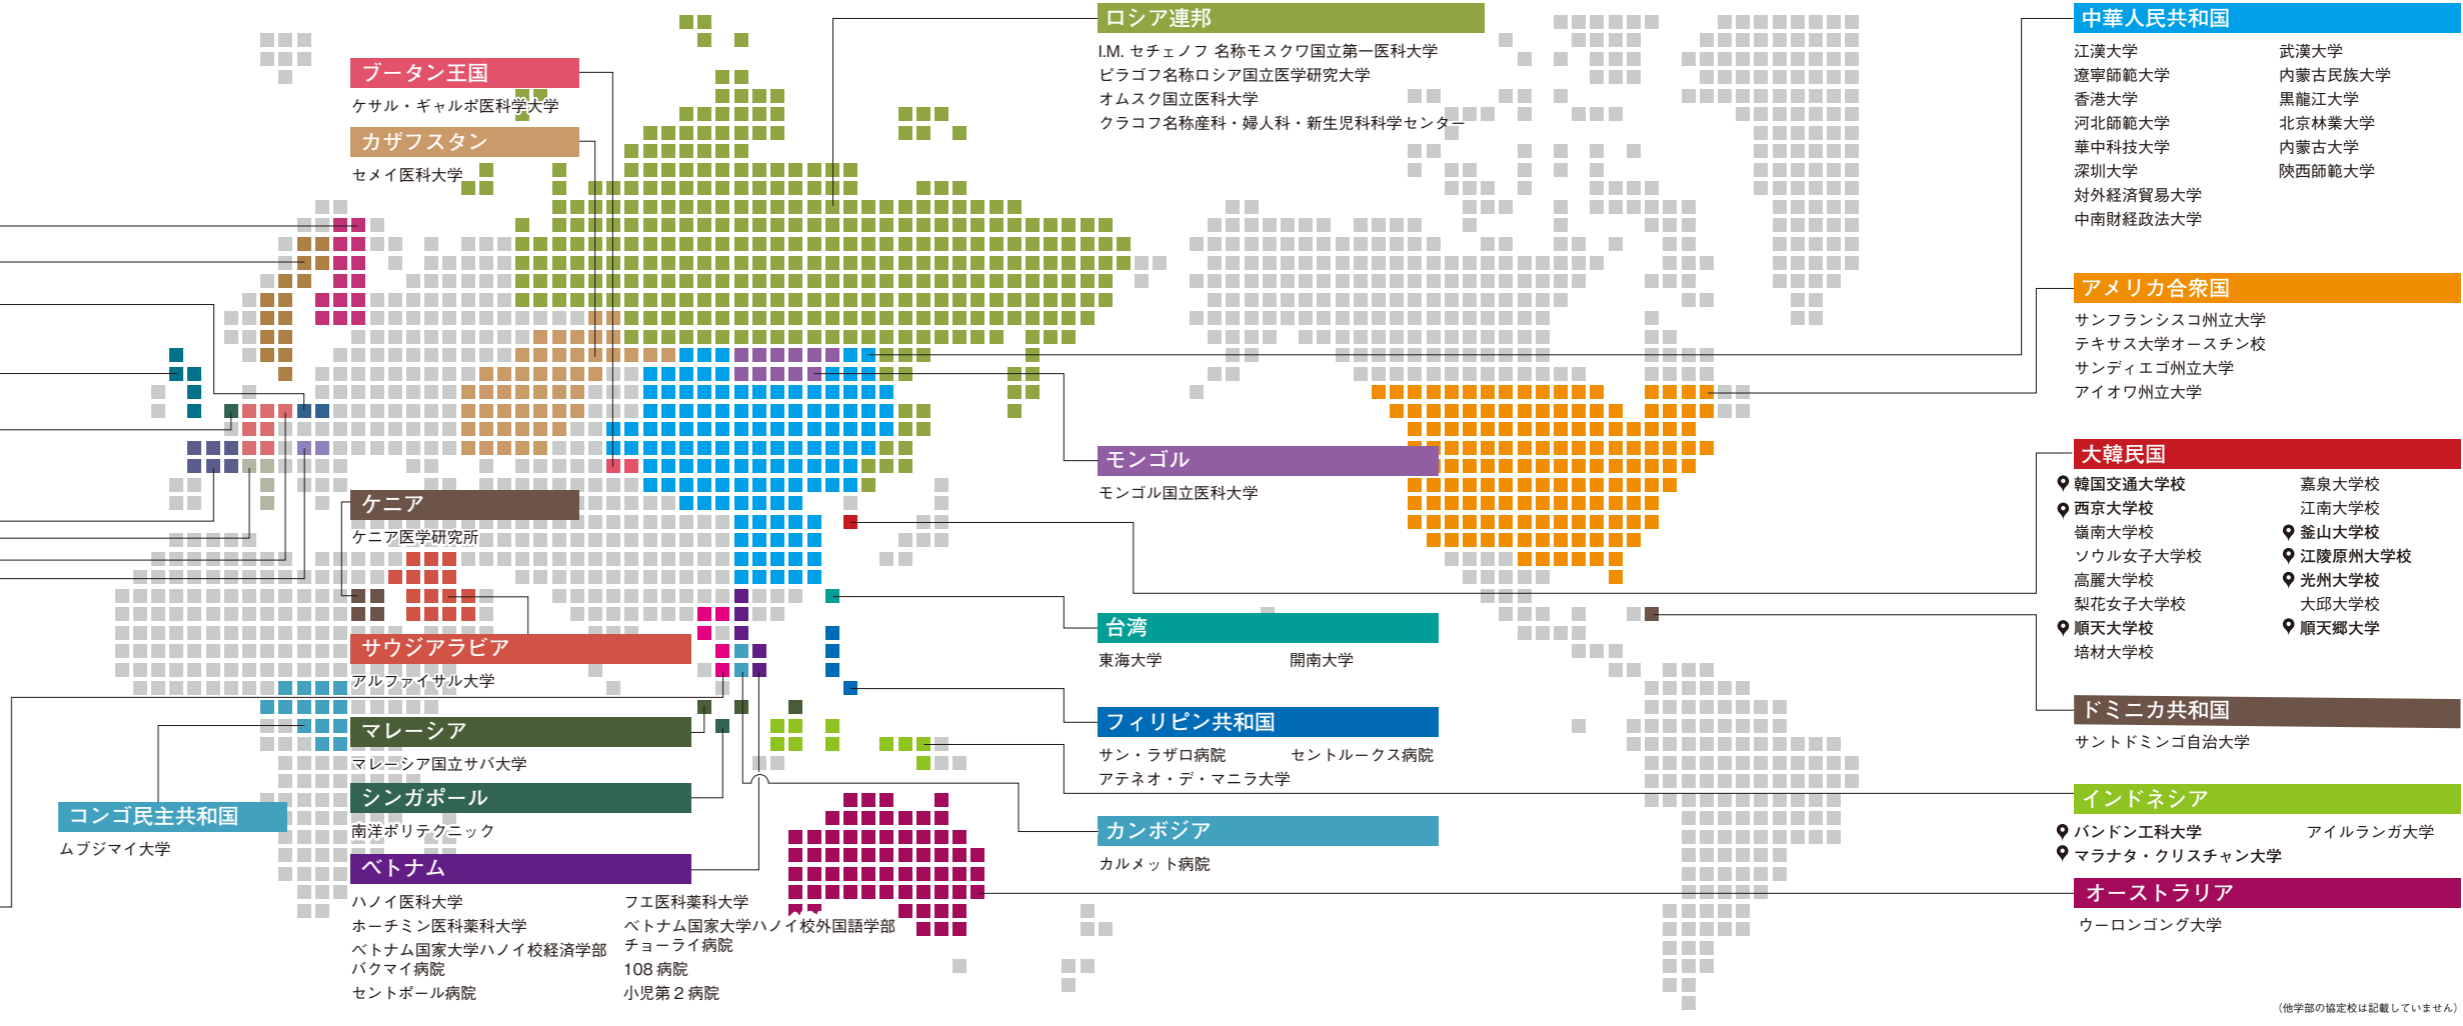 ブータン王国
ケサル・ギャルポ医科学大学
カザフスタン
セメイ医科大学
ケニア
ケニア医学研究所
サウジアラビア
アルファイサル大学
マレーシア
マレーシア国立サバ大学
シンガポール
南洋ポリテクニック
コンゴ民主共和国
ムブジマイ大学
ベトナム
ハノイ医科大学
フエ医科薬科大学
ホーチミン医科薬科大学
ベトナム国家大学ハノイ校外国語学部
ベトナム国家大学ハノイ校経済学部
チョーライ病院
バクマイ病院
108 病院
セントポール病院
小児第2病院
ロシア連邦
I.M. セチェノフ 名称モスクワ国立第一医科大学
ピラゴフ名称ロシア国立医学研究大学
オムスク国立医科大学
クラコフ名称産科・婦人科・新生児科科学センター
モンゴル
モンゴル国立医科大学
台湾
東海大学
開南大学
フィリピン共和国
サン・ラザロ病院
セントルークス病院
アテネオ・デ・マニラ大学
カンボジア
カルメット病院
中華人民共和国
江漢大学
武漢大学
遼寧師範大学
内蒙古民族大学
香港大学
黒龍江大学
河北師範大学
北京林業大学
華中科技大学
内蒙古大学
深圳大学
陝西師範大学
対外経済貿易大学
中南財経政法大学
アメリカ合衆国
サンフランシスコ州立大学
テキサス大学オースチン校
サンディエゴ州立大学
アイオワ州立大学
大韓民国
韓国交通大学校
嘉泉大学校
西京大学校
江南大学校
嶺南大学校
釜山大学校
ソウル女子大学校
江陵原州大学校
高麗大学校
光州大学校
梨花女子大学校
大邱大学校
順天大学校
順天郷大学
培材大学校
ドミニカ共和国
サントドミンゴ自治大学
インドネシア
バンドン工科大学
アイルランガ大学
マラナタ・クリスチャン大学
オーストラリア
ウーロンゴング大学
(他学部の協定校は記載していません)